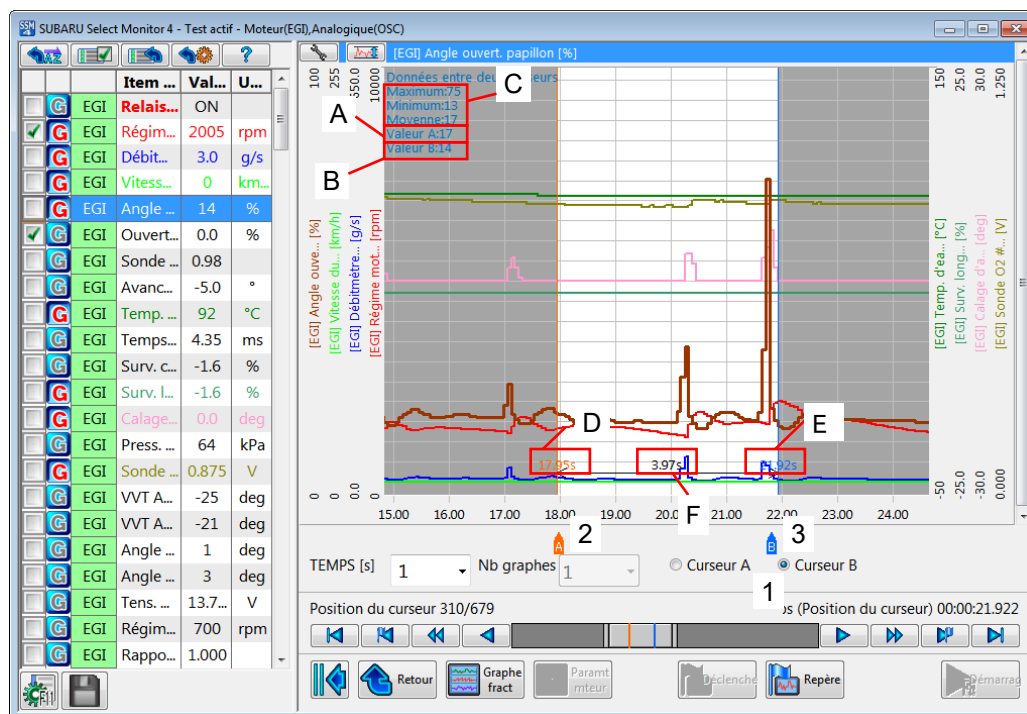 SUBARU Select Monitor 4 - Test actif - Moteur(EGI),Analogique(OSC)
AZ
?
[EGI] Angle ouvert. papillon [%]
Item ... Val... U...
G EGI Relais... ON
G EGI Régim... 2005 rpm
G EGI Débit... 3.0 g/s
G EGI Vitess... 0 km...
G EGI Angle ... 14 %
G EGI Ouvert... 0.0 %
G EGI Sonde ... 0.98
G EGI Avanc... -5.0 °
G EGI Temp. ... 92 °C
G EGI Temps... 4.35 ms
G EGI Surv. c... -1.6 %
G EGI Surv. l... -1.6 %
G EGI Calage... 0.0 deg
G EGI Press. ... 64 kPa
G EGI Sonde ... 0.875 V
G EGI VVT A... -25 deg
G EGI VVT A... -21 deg
G EGI Angle ... 1 deg
G EGI Angle ... 3 deg
G EGI Tens. ... 13.7... V
G EGI Régim... 700 rpm
G EGI Rappo... 1.000
100 255 10000
150 25.0 30.0 1.250
Données entre
Maximum:75
Minimum:13
Moyenne:17
Valeur A:17
Valeur B:14
A
B
C
[EGI] Angle ouve... [%]
[EGI] Vitesse du... [km/h]
[EGI] Débitmètre... [g/s]
[EGI] Régime mot... [rpm]
[EGI] Temp. d'ea... [°C]
[EGI] Surv. long... [%]
[EGI] Calage d'a... [deg]
[EGI] Sonde O2 #... [V]
D
E
17.95s 3.97s
F
0 0 0.0 0
-50 -25.0 -30.0 0.000
15.00 16.00 17.00 18.00 19.00 21.00 22.00 23.00 24.00
A 2
B 3
TEMPS [s] 1 Nb graphes 1 Curseur A Curseur B
1
Position du curseur 310/679 (Position du curseur) 00:00:21.922
Retour
Graphe fract
Paramt mteur
Déclenche
Repère
Démarrag